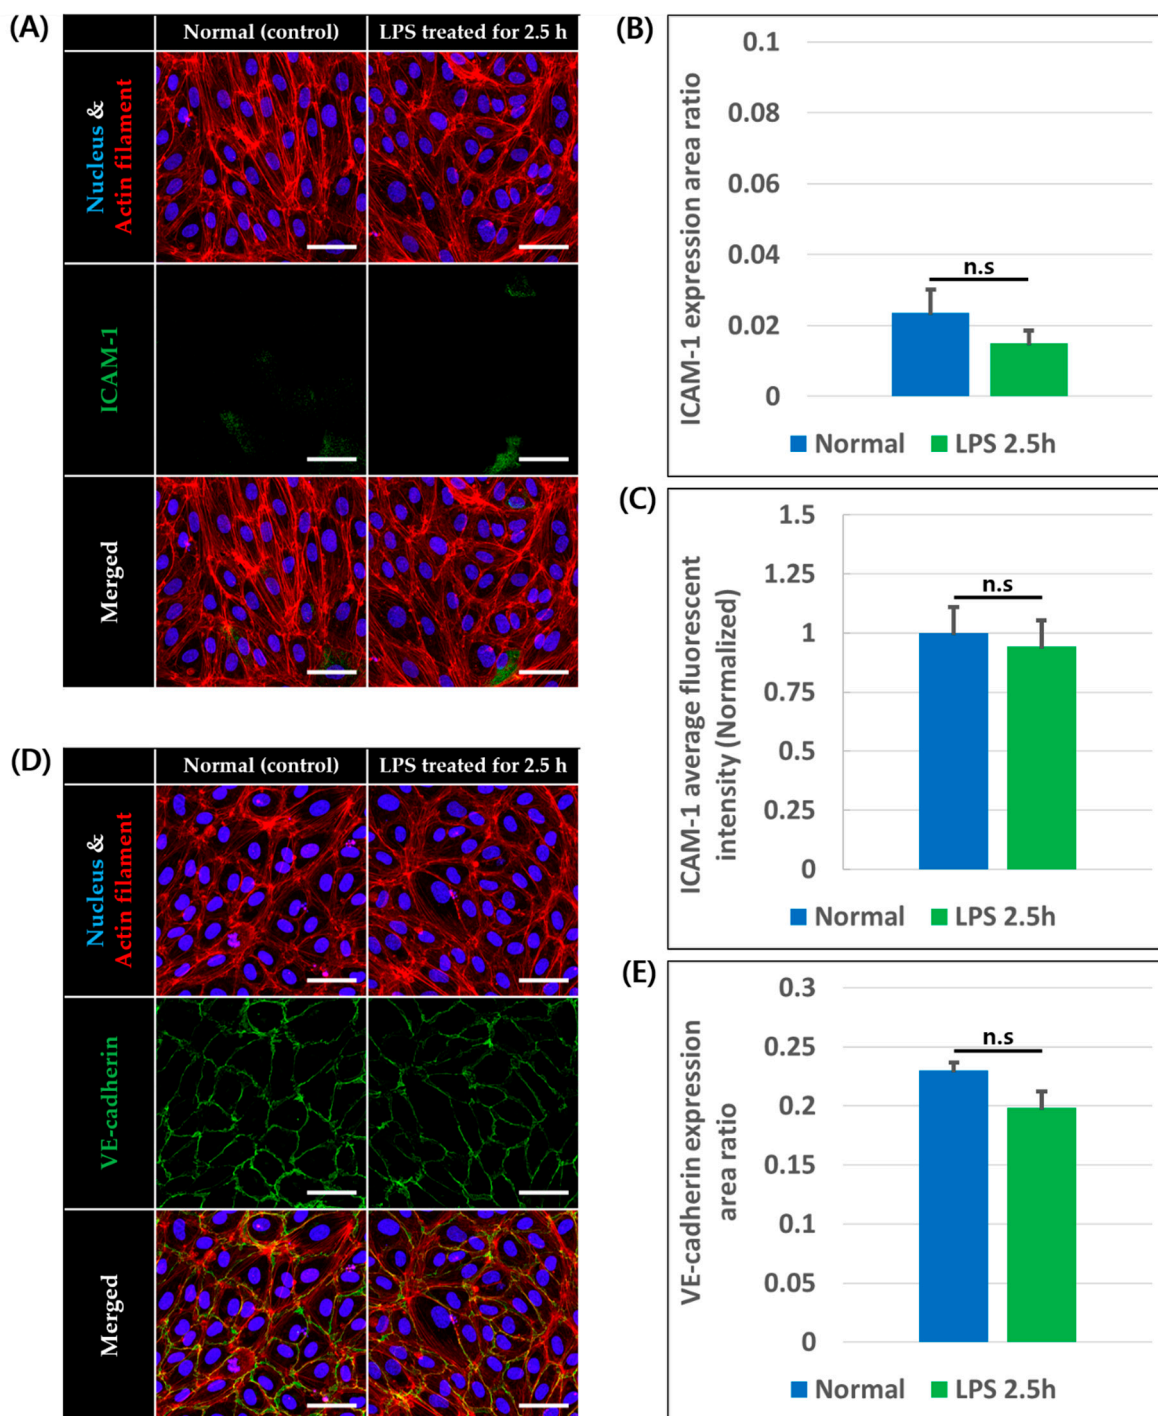 (A)
Normal (control)
LPS treated for 2.5 h
Nucleus &
Actin filament
ICAM-1
Merged
(B)
ICAM-1 expression area ratio
0.1
0.08
0.06
0.04
0.02
0
n.s
Normal
LPS 2.5h
(C)
ICAM-1 average fluorescent
intensity (Normalized)
1.5
1.25
1
0.75
0.5
0.25
0
n.s
Normal
LPS 2.5h
(D)
Normal (control)
LPS treated for 2.5 h
Nucleus &
Actin filament
VE-cadherin
Merged
(E)
VE-cadherin expression
area ratio
0.3
0.25
0.2
0.15
0.1
0.05
0
n.s
Normal
LPS 2.5h